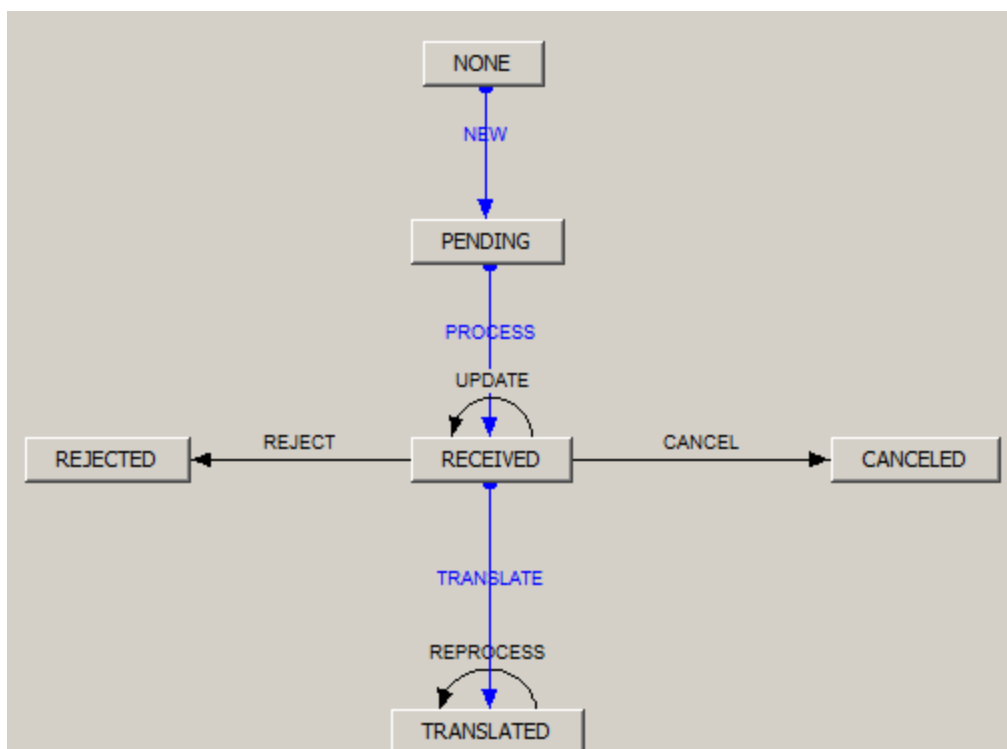 NONE
NEW
PENDING
PROCESS
UPDATE
REJECTED
REJECT
RECEIVED
CANCEL
CANCELED
TRANSLATE
REPROCESS
TRANSLATED